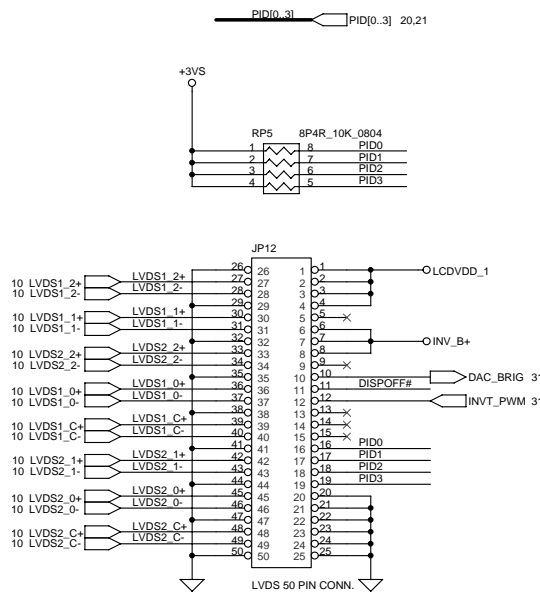 PID[0..3] PID[0..3] 20,21
+3VS
RP5 8P4R_10K_0804
1 8 PID0
2 7 PID1
3 6 PID2
4 5 PID3
JP12
26 26 1 1 LCDVDD_1
10 LVDS1_2+ LVDS1_2+ 27 27 2 2
10 LVDS1_2- LVDS1_2- 28 28 3 3
29 29 4 4
10 LVDS1_1+ LVDS1_1+ 30 30 5 5
10 LVDS1_1- LVDS1_1- 31 31 6 6
32 32 7 7 INV_B+
10 LVDS2_2+ LVDS2_2+ 33 33 8 8
10 LVDS2_2- LVDS2_2- 34 34 9 9
35 35 10 10 DAC_BRIG 31
10 LVDS1_0+ LVDS1_0+ 36 36 11 11 DISPOFF#
10 LVDS1_0- LVDS1_0- 37 37 12 12 INVT_PWM 31
38 38 13 13
10 LVDS1_C+ LVDS1_C+ 39 39 14 14
10 LVDS1_C- LVDS1_C- 40 40 15 15
41 41 16 16 PID0
10 LVDS2_1+ LVDS2_1+ 42 42 17 17 PID1
10 LVDS2_1- LVDS2_1- 43 43 18 18 PID2
44 44 19 19 PID3
10 LVDS2_0+ LVDS2_0+ 45 45 20 20
10 LVDS2_0- LVDS2_0- 46 46 21 21
47 47 22 22
10 LVDS2_C+ LVDS2_C+ 48 48 23 23
10 LVDS2_C- LVDS2_C- 49 49 24 24
50 50 25 25
LVDS 50 PIN CONN.